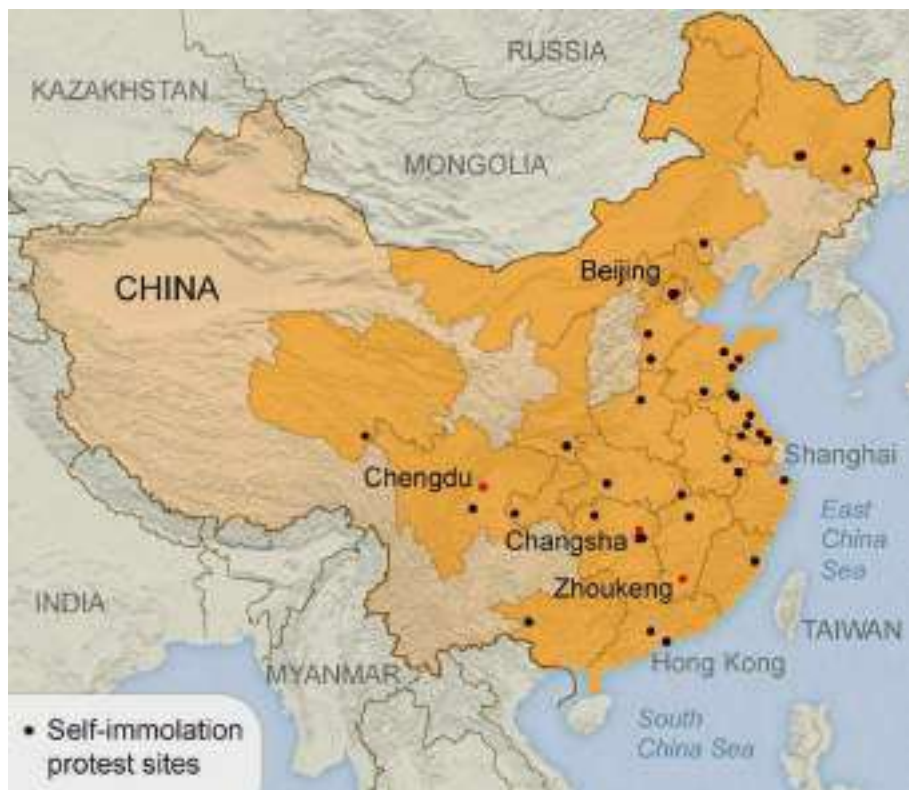 RUSSIA
KAZAKHSTAN
MONGOLIA
Beijing
CHINA
Shanghai
Chengdu
East
China
Sea
Changsha
Zhoukeng
INDIA
TAIWAN
MYANMAR
Hong Kong
South
China Sea
• Self-immolation
protest sites